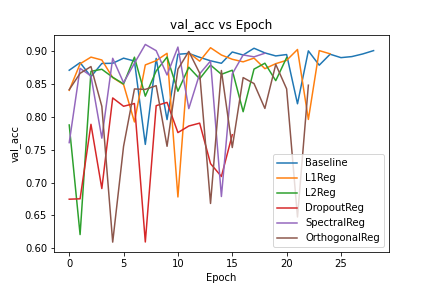 val_acc vs Epoch
0.90
0.85
0.80
0.75
0.70
0.65
0.60
val_acc
0 5 10 15 20 25
Epoch
Baseline
L1Reg
L2Reg
DropoutReg
SpectralReg
OrthogonalReg